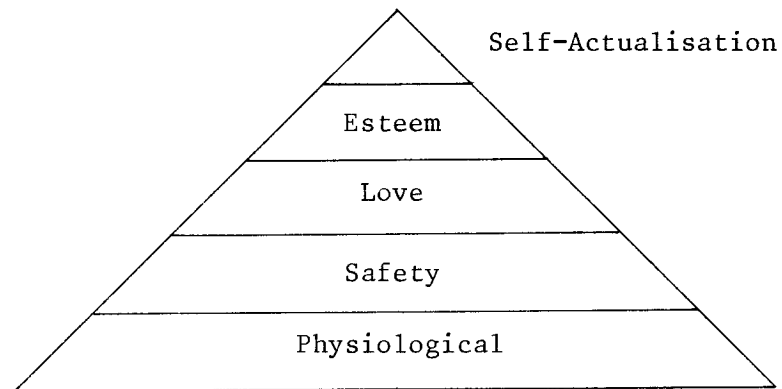 Self-Actualisation
Esteem
Love
Safety
Physiological